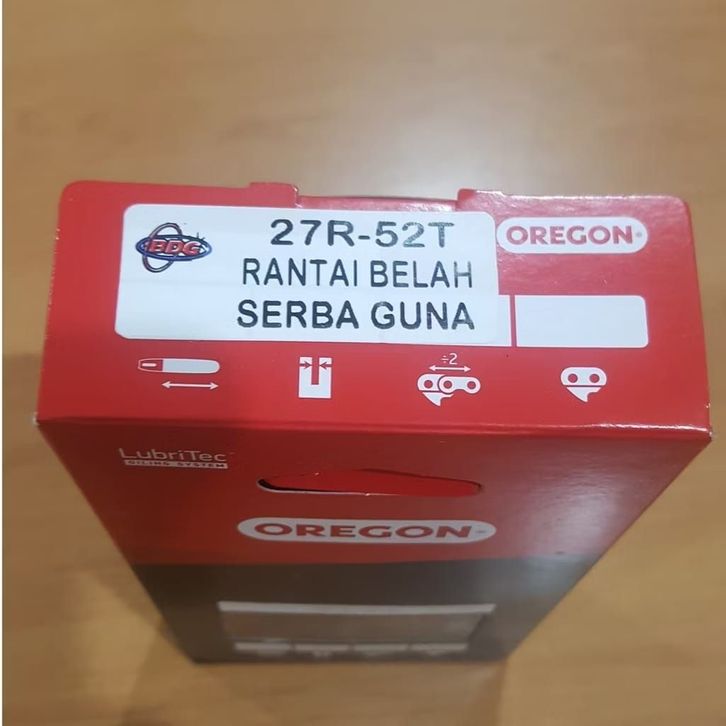 BDG
27R-52T
RANTAI BELAH
SERBA GUNA
OREGON
÷2
LubriTec
OILING SYSTEM
OREGON